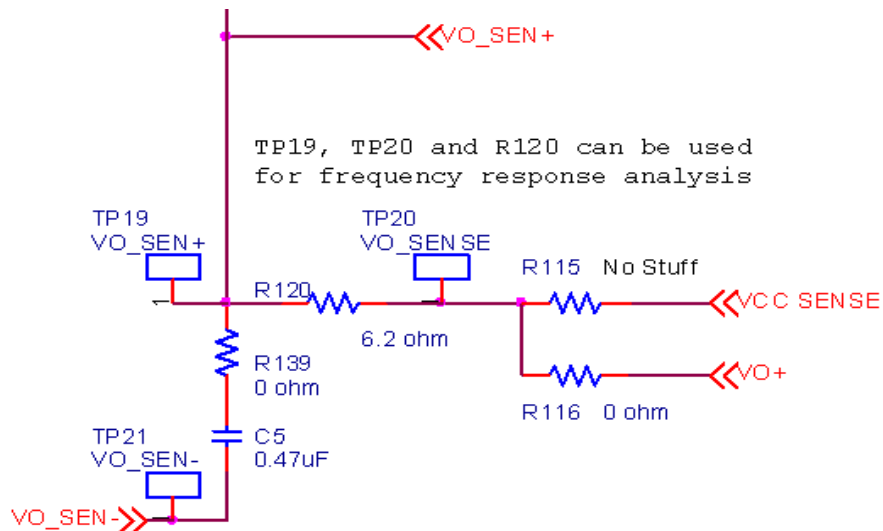 VO_SEN+
TP19, TP20 and R120 can be used
for frequency response analysis
TP19
VO_SEN+
TP20
VO_SENSE
R115 No Stuff
1
R120
1
VCC SENSE
6.2 ohm
R139
0 ohm
VO+
R116 0 ohm
TP21
VO_SEN-
C5
0.47uF
VO_SEN-
1